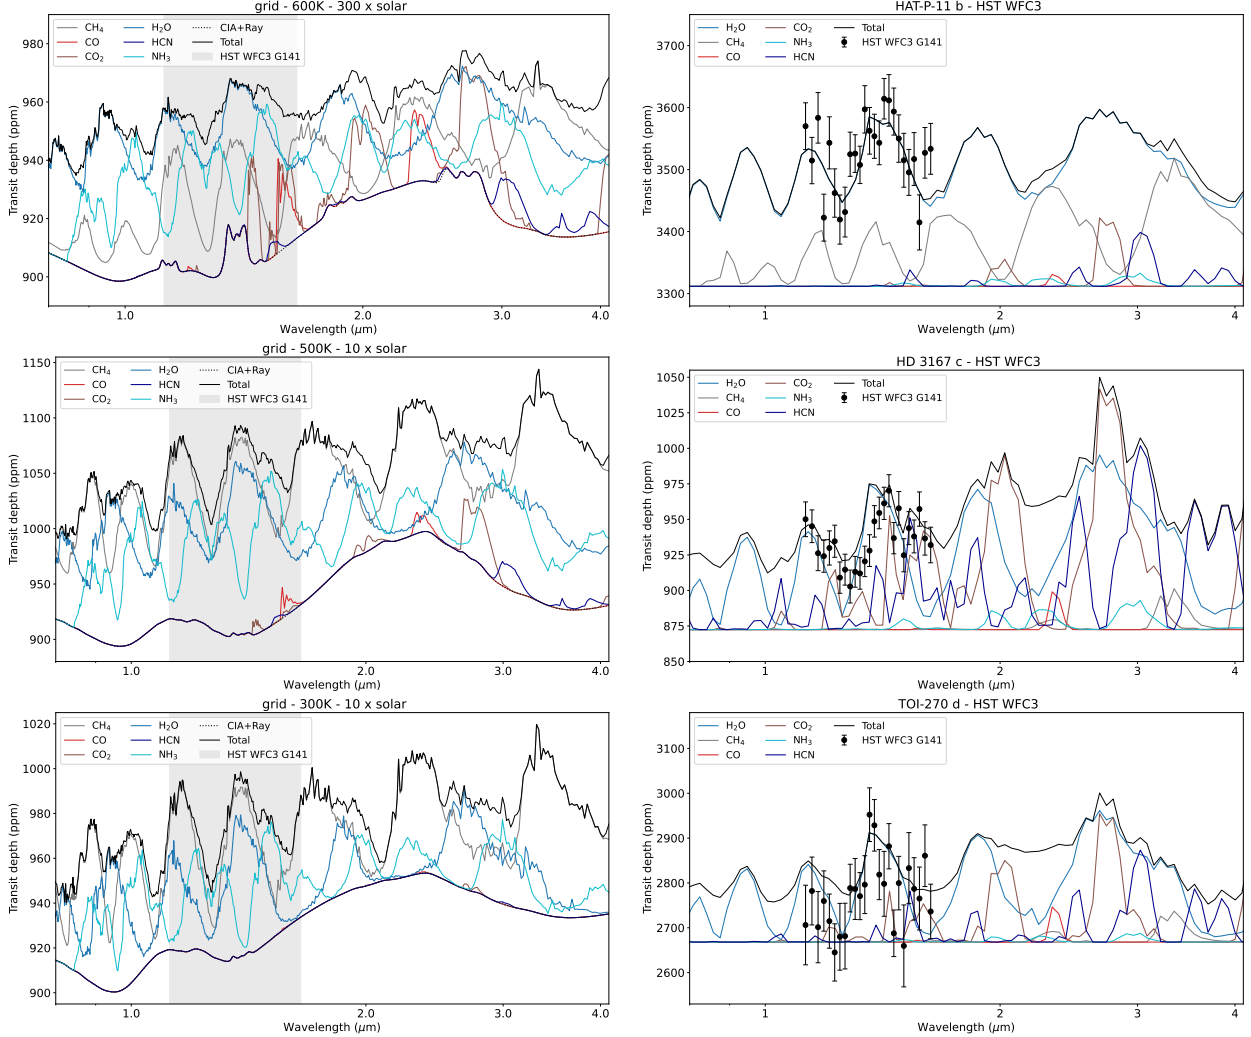 grid - 600K - 300 x solar
CH4 H2O CIA+Ray
CO HCN Total
CO2 NH3 HST WFC3 G141
Transit depth (ppm)
980
960
940
920
900
1.0 2.0 3.0 4.0
Wavelength (μm)
HAT-P-11 b - HST WFC3
H2O CO2 Total
CH4 NH3 HST WFC3 G141
CO HCN
Transit depth (ppm)
3700
3600
3500
3400
3300
1 2 3 4
Wavelength (μm)
grid - 500K - 10 x solar
CH4 H2O CIA+Ray
CO HCN Total
CO2 NH3 HST WFC3 G141
Transit depth (ppm)
1150
1100
1050
1000
950
900
1.0 2.0 3.0 4.0
Wavelength (μm)
HD 3167 c - HST WFC3
H2O CO2 Total
CH4 NH3 HST WFC3 G141
CO HCN
Transit depth (ppm)
1050
1025
1000
975
950
925
900
875
850
1 2 3 4
Wavelength (μm)
grid - 300K - 10 x solar
CH4 H2O CIA+Ray
CO HCN Total
CO2 NH3 HST WFC3 G141
Transit depth (ppm)
1020
1000
980
960
940
920
900
1.0 2.0 3.0 4.0
Wavelength (μm)
TOI-270 d - HST WFC3
H2O CO2 Total
CH4 NH3 HST WFC3 G141
CO HCN
Transit depth (ppm)
3100
3000
2900
2800
2700
2600
1 2 3 4
Wavelength (μm)